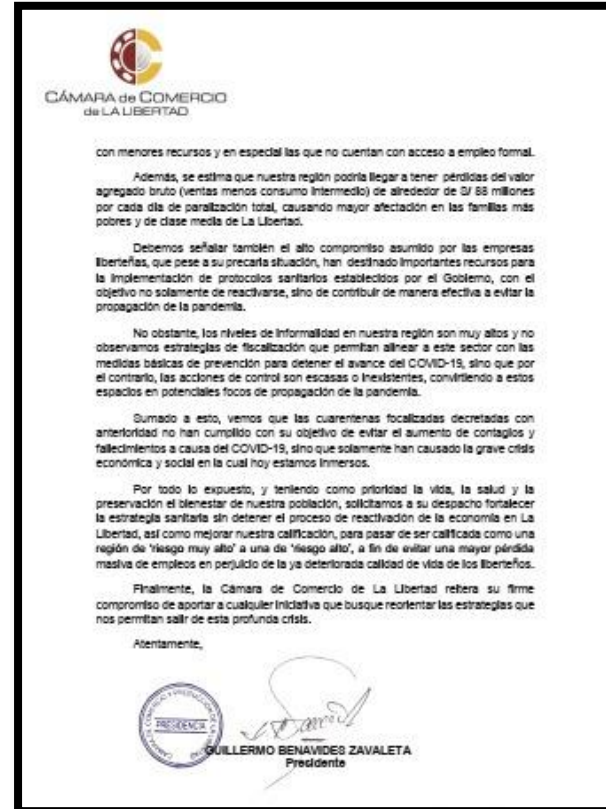 CÁMARA de COMERCIO
de LA LIBERTAD
con menores recursos y en especial las que no cuentan con acceso a empleo formal.
Además, se estima que nuestra región podría llegar a tener pérdidas del valor
agregado bruto (ventas menos consumo intermedio) de alrededor de S/ 88 millones
por cada día de paralización total, causando mayor afectación en las familias más
pobres y de clase media de La Libertad.
Debemos señalar también el alto compromiso asumido por las empresas
liberteñas, que pese a su precaria situación, han destinado importantes recursos para
la implementación de protocolos sanitarios establecidos por el Gobierno, con el
objetivo no solamente de reactivarse, sino de contribuir de manera efectiva a evitar la
propagación de la pandemia.
No obstante, los niveles de informalidad en nuestra región son muy altos y no
observamos estrategias de fiscalización que permitan alinear a este sector con las
medidas básicas de prevención para detener el avance del COVID-19, sino que por
el contrario, las acciones de control son escasas o inexistentes, convirtiendo a estos
espacios en potenciales focos de propagación de la pandemia.
Sumado a esto, vemos que las cuarentenas focalizadas decretadas con
anterioridad no han cumplido con su objetivo de evitar el aumento de contagios y
fallecimientos a causa del COVID-19, sino que solamente han causado la grave crisis
económica y social en la cual hoy estamos inmersos.
Por todo lo expuesto, y teniendo como prioridad la vida, la salud y la
preservación el bienestar de nuestra población, solicitamos a su despacho fortalecer
la estrategia sanitaria sin detener el proceso de reactivación de la economía en La
Libertad, así como mejorar nuestra calificación, para pasar de ser calificada como una
región de 'riesgo muy alto' a una de 'riesgo alto', a fin de evitar una mayor pérdida
masiva de empleos en perjuicio de la ya deteriorada calidad de vida de los liberteños.
Finalmente, la Cámara de Comercio de La Libertad reitera su firme
compromiso de aportar a cualquier iniciativa que busque reorientar las estrategias que
nos permitan salir de esta profunda crisis.
Atentamente,
PRESIDENCIA
GUILLERMO BENAVIDES ZAVALETA
Presidente